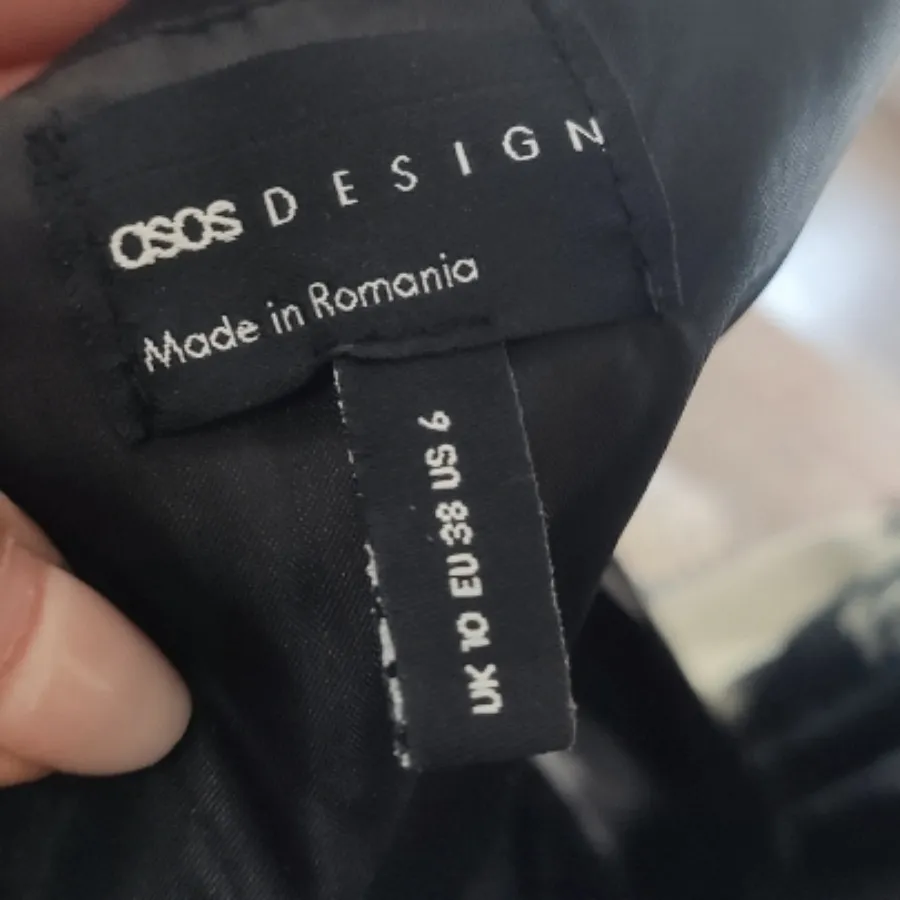 asos DESIGN
Made in Romania
UK 10 EU 38 US 6